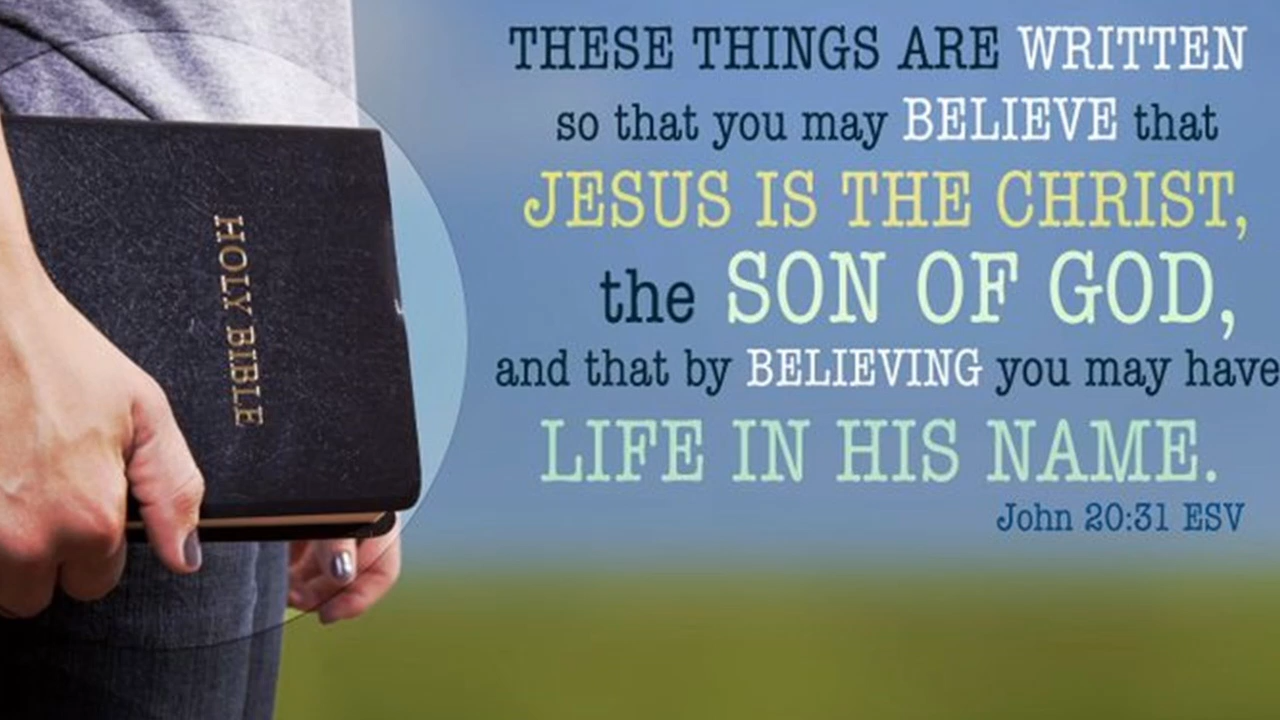 HOLY BIBLE
THESE THINGS ARE WRITTEN
so that you may BELIEVE that
JESUS IS THE CHRIST,
the SON OF GOD,
and that by BELIEVING you may have
LIFE IN HIS NAME.
John 20:31 ESV